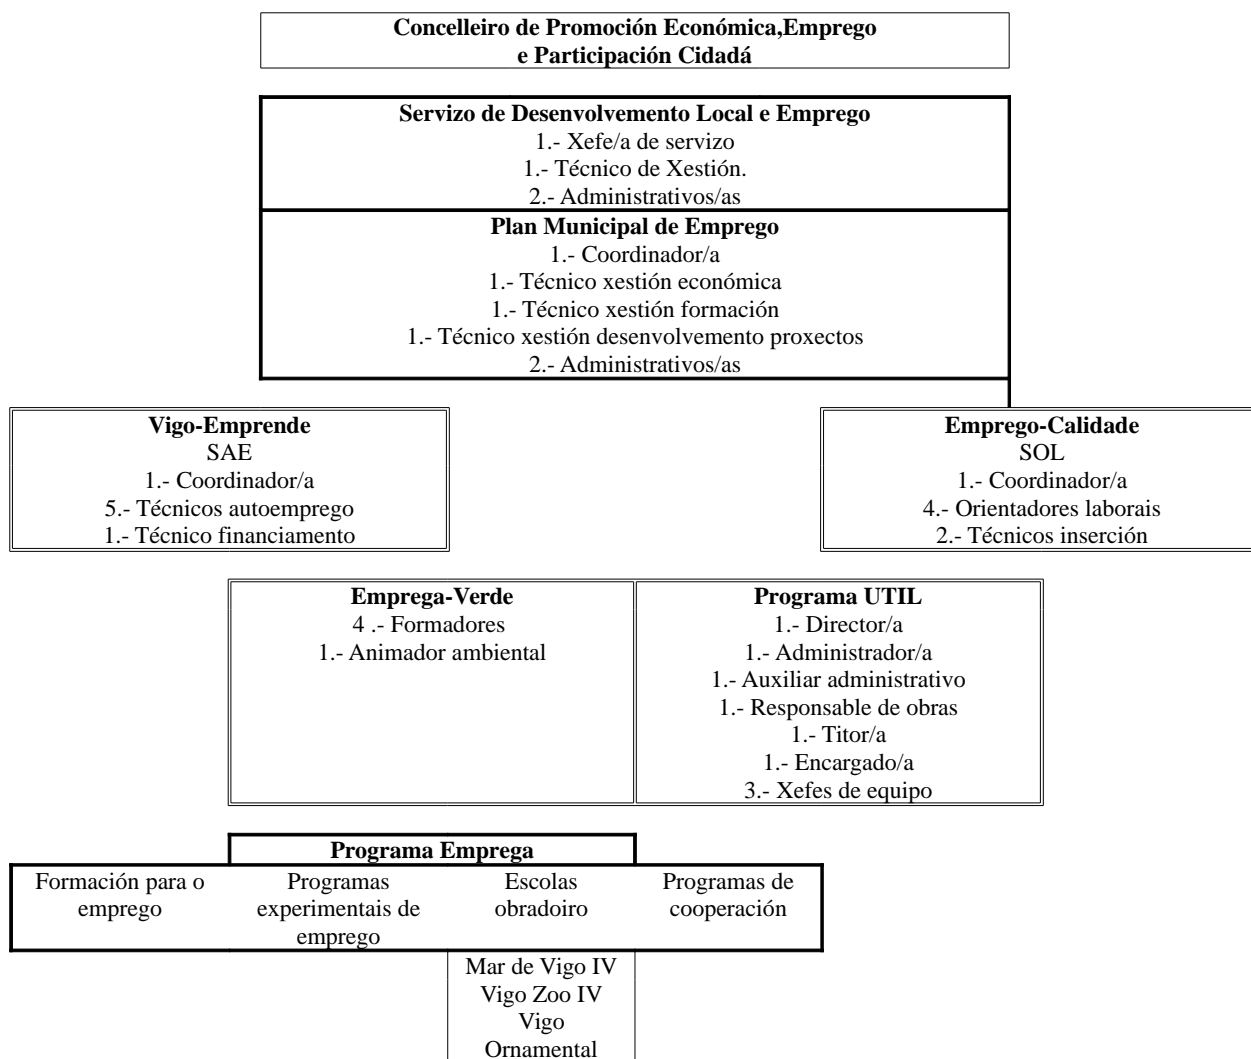 Concelleiro de Promoción Económica,Emprego
e Participación Cidadá
Servizo de Desenvolvemento Local e Emprego
1.- Xefe/a de servizo
1.- Técnico de Xestión.
2.- Administrativos/as
Plan Municipal de Emprego
1.- Coordinador/a
1.- Técnico xestión económica
1.- Técnico xestión formación
1.- Técnico xestión desenvolvemento proxectos
2.- Administrativos/as
Vigo-Emprende
SAE
1.- Coordinador/a
5.- Técnicos autoemprego
1.- Técnico financiamento
Emprego-Calidade
SOL
1.- Coordinador/a
4.- Orientadores laborais
2.- Técnicos inserción
Emprega-Verde
4 .- Formadores
1.- Animador ambiental
Programa UTIL
1.- Director/a
1.- Administrador/a
1.- Auxiliar administrativo
1.- Responsable de obras
1.- Titor/a
1.- Encargado/a
3.- Xefes de equipo
Programa Emprega
Formación para o
emprego
Programas
experimentais de
emprego
Escolas
obradoiro
Programas de
cooperación
Mar de Vigo IV
Vigo Zoo IV
Vigo
Ornamental